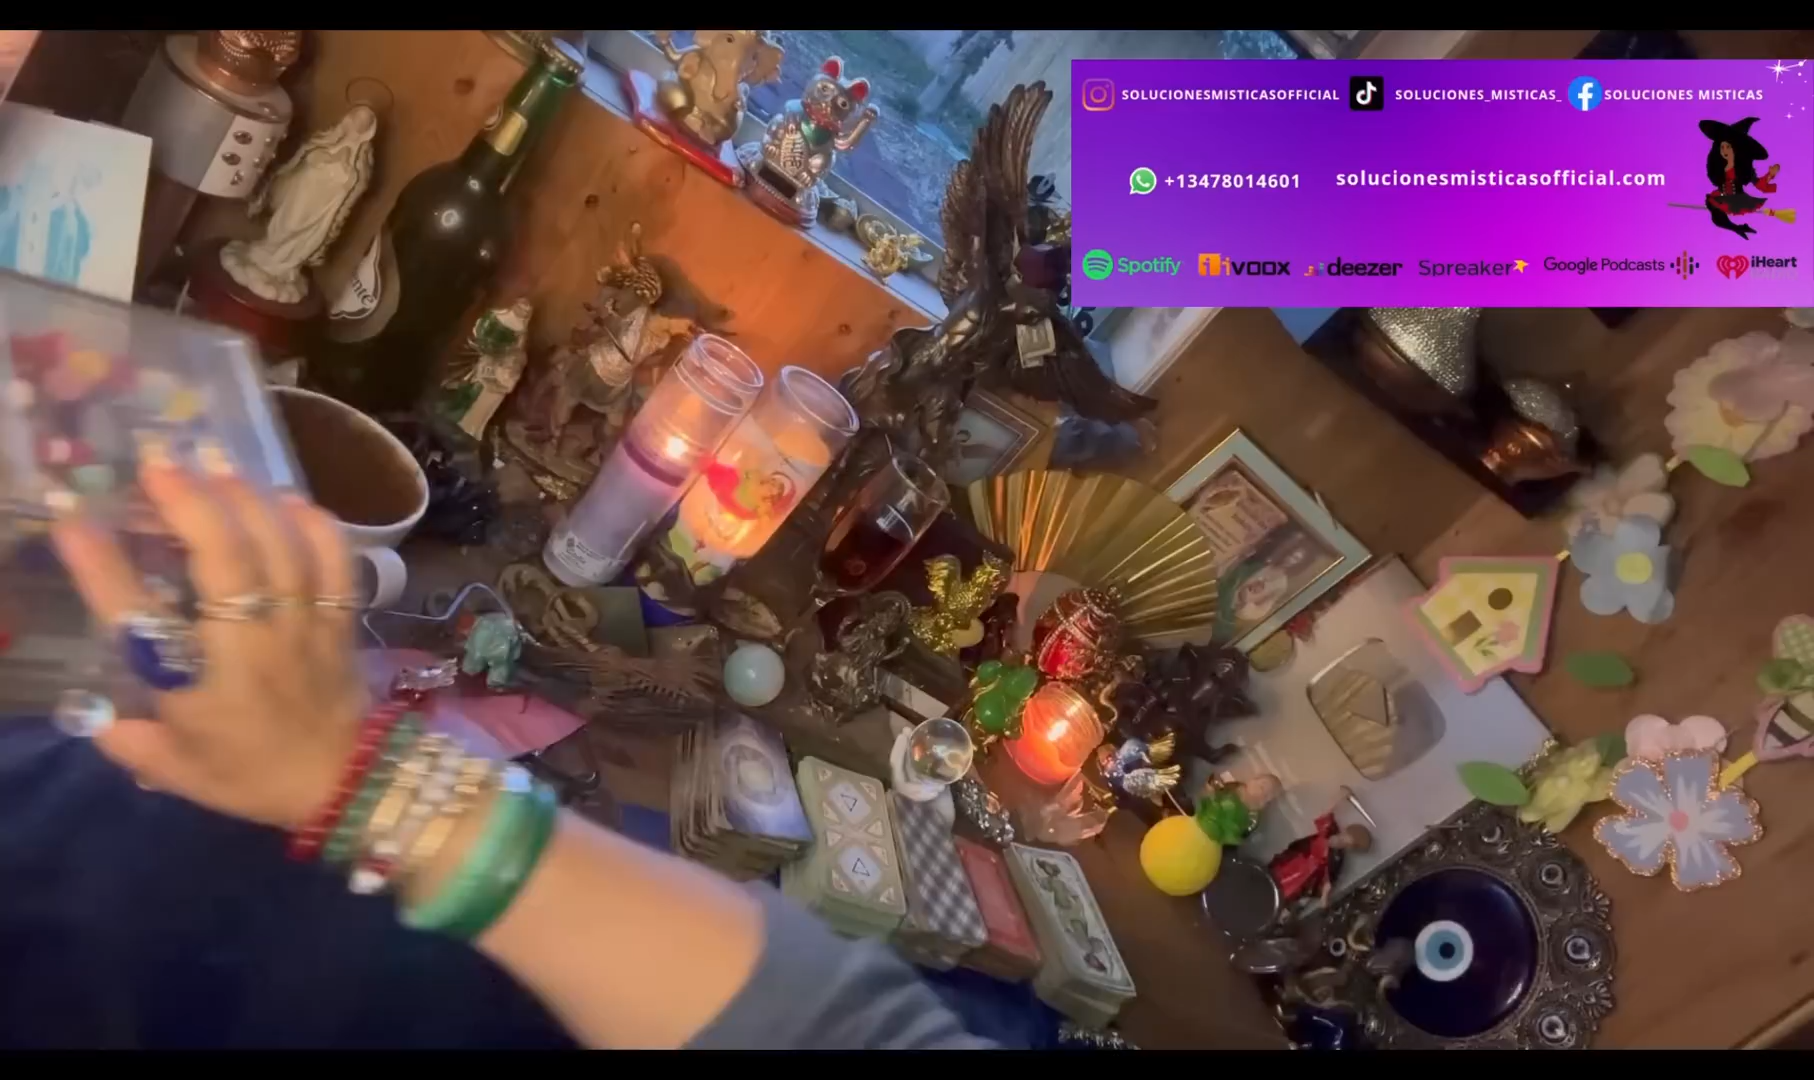 SOLUCIONESMISTICASOFFICIAL SOLUCIONES_MISTICAS_ SOLUCIONES MISTICAS
+13478014601 solucionesmisticasofficial.com
Spotify ivoox deezer Spreaker Google Podcasts iHeart